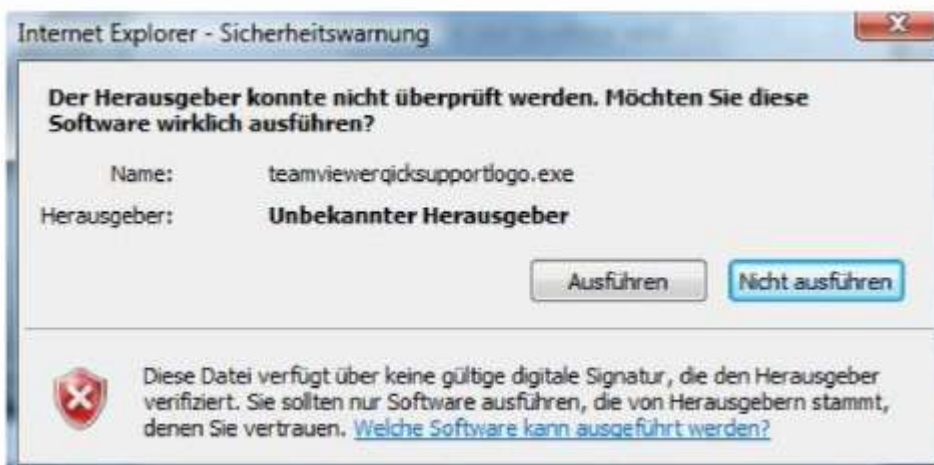 Internet Explorer - Sicherheitswarnung
Der Herausgeber konnte nicht überprüft werden. Möchten Sie diese
Software wirklich ausführen?
Name: teamviewerqicksupportlogo.exe
Herausgeber: Unbekannter Herausgeber
Ausführen Nicht ausführen
Diese Datei verfügt über keine gültige digitale Signatur, die den Herausgeber
verifiziert. Sie sollten nur Software ausführen, die von Herausgebern stammt,
denen Sie vertrauen. Welche Software kann ausgeführt werden?